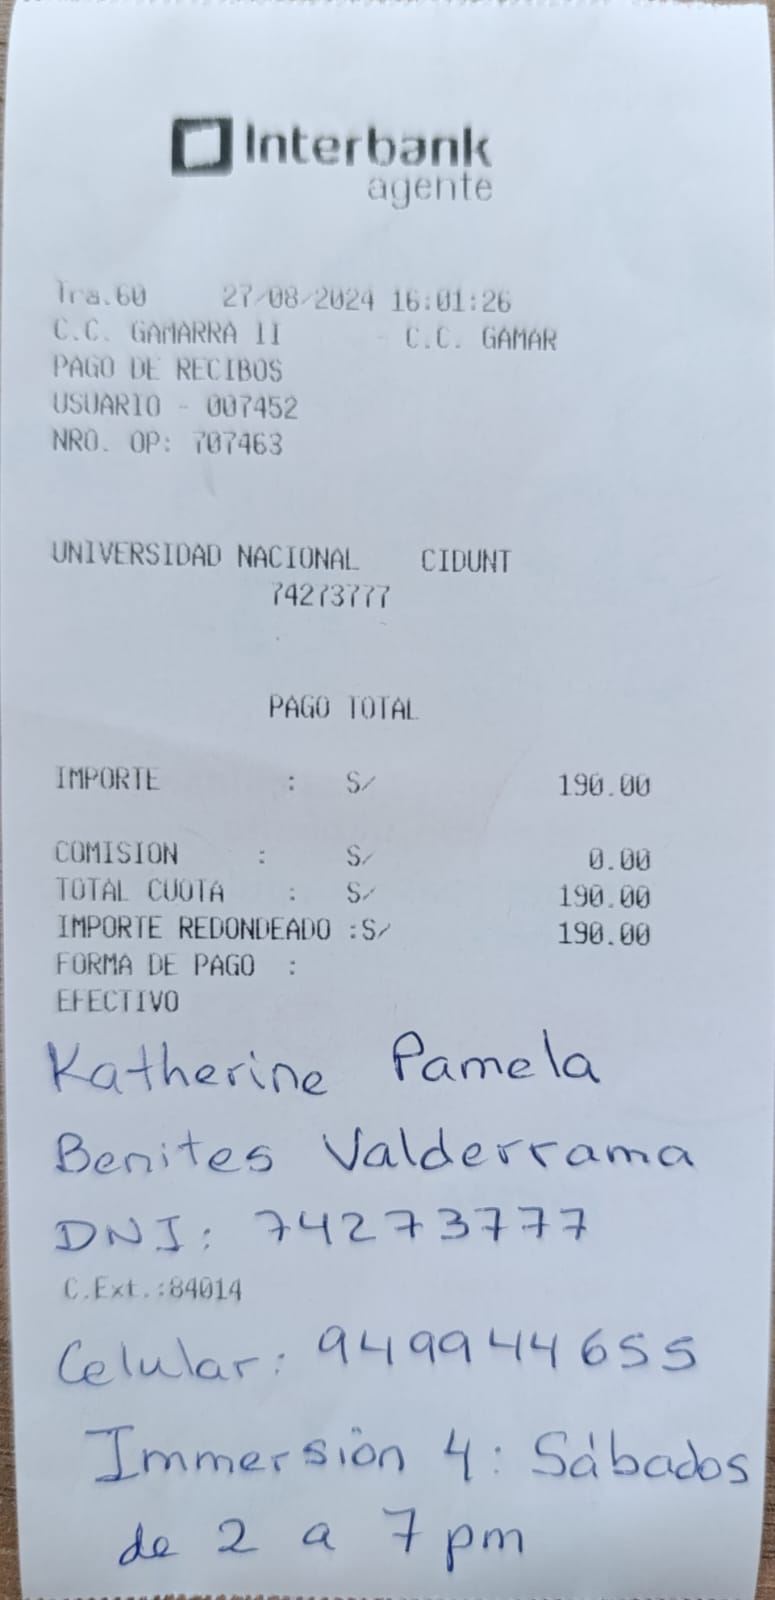 Interbank
agente
Tra.60 27/08/2024 16:01:26
C.C. GAMARRA II - C.C. GAMAR
PAGO DE RECIBOS
USUARIO - 007452
NRO. OP: 707463
UNIVERSIDAD NACIONAL CIDUNT
74273777
PAGO TOTAL
IMPORTE : S/ 190.00
COMISION : S/ 0.00
TOTAL CUOTA : S/ 190.00
IMPORTE REDONDEADO :S/ 190.00
FORMA DE PAGO :
EFECTIVO
Katherine Pamela
Benites Valderrama
DNI: 74273777
C.Ext.:84014
Celular: 949944655
Immersión 4: Sábados
de 2 a 7 pm